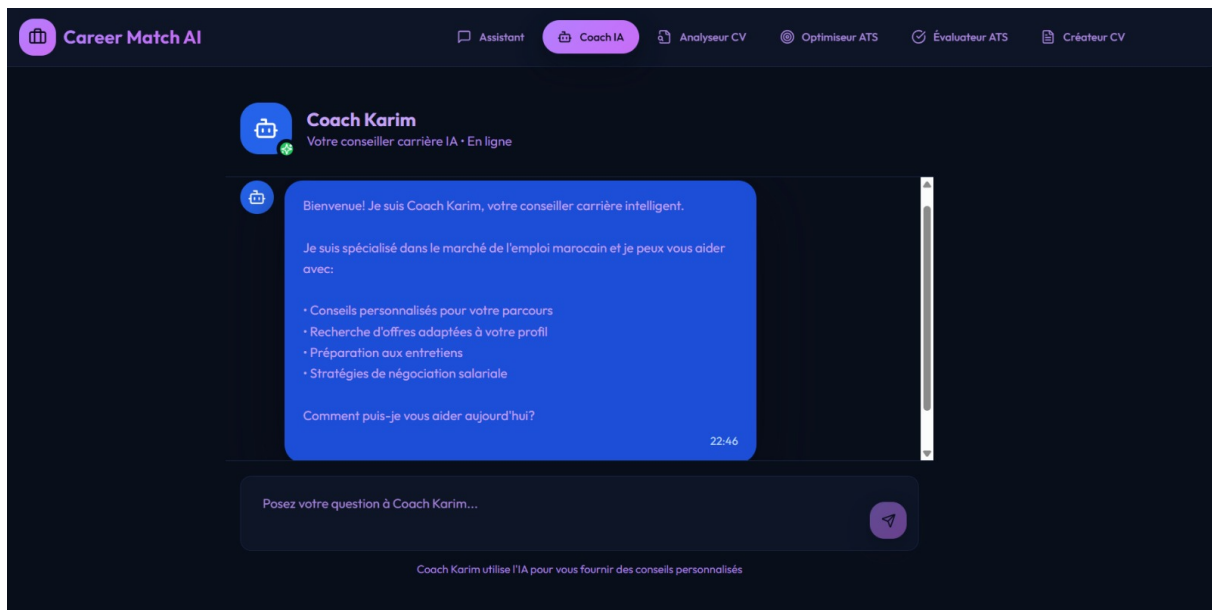 Career Match AI
Assistant
Coach IA
Analyseur CV
Optimiseur ATS
Évaluateur ATS
Créateur CV
Coach Karim
Votre conseiller carrière IA • En ligne
Bienvenue! Je suis Coach Karim, votre conseiller carrière intelligent.
Je suis spécialisé dans le marché de l'emploi marocain et je peux vous aider
avec:
• Conseils personnalisés pour votre parcours
• Recherche d'offres adaptées à votre profil
• Préparation aux entretiens
• Stratégies de négociation salariale
Comment puis-je vous aider aujourd'hui?
22:46
Posez votre question à Coach Karim...
Coach Karim utilise l'IA pour vous fournir des conseils personnalisés